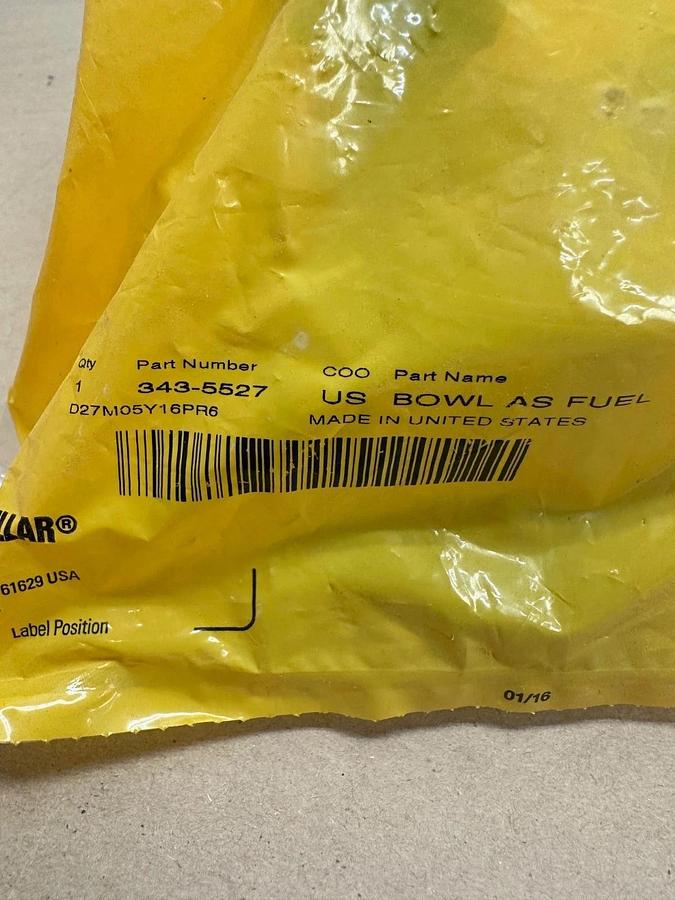 Qty Part Number COO Part Name
1 343-5527 US BOWL AS FUEL
D27M05Y16PR6 MADE IN UNITED STATES
LLAR®
61629 USA
Label Position
01/16